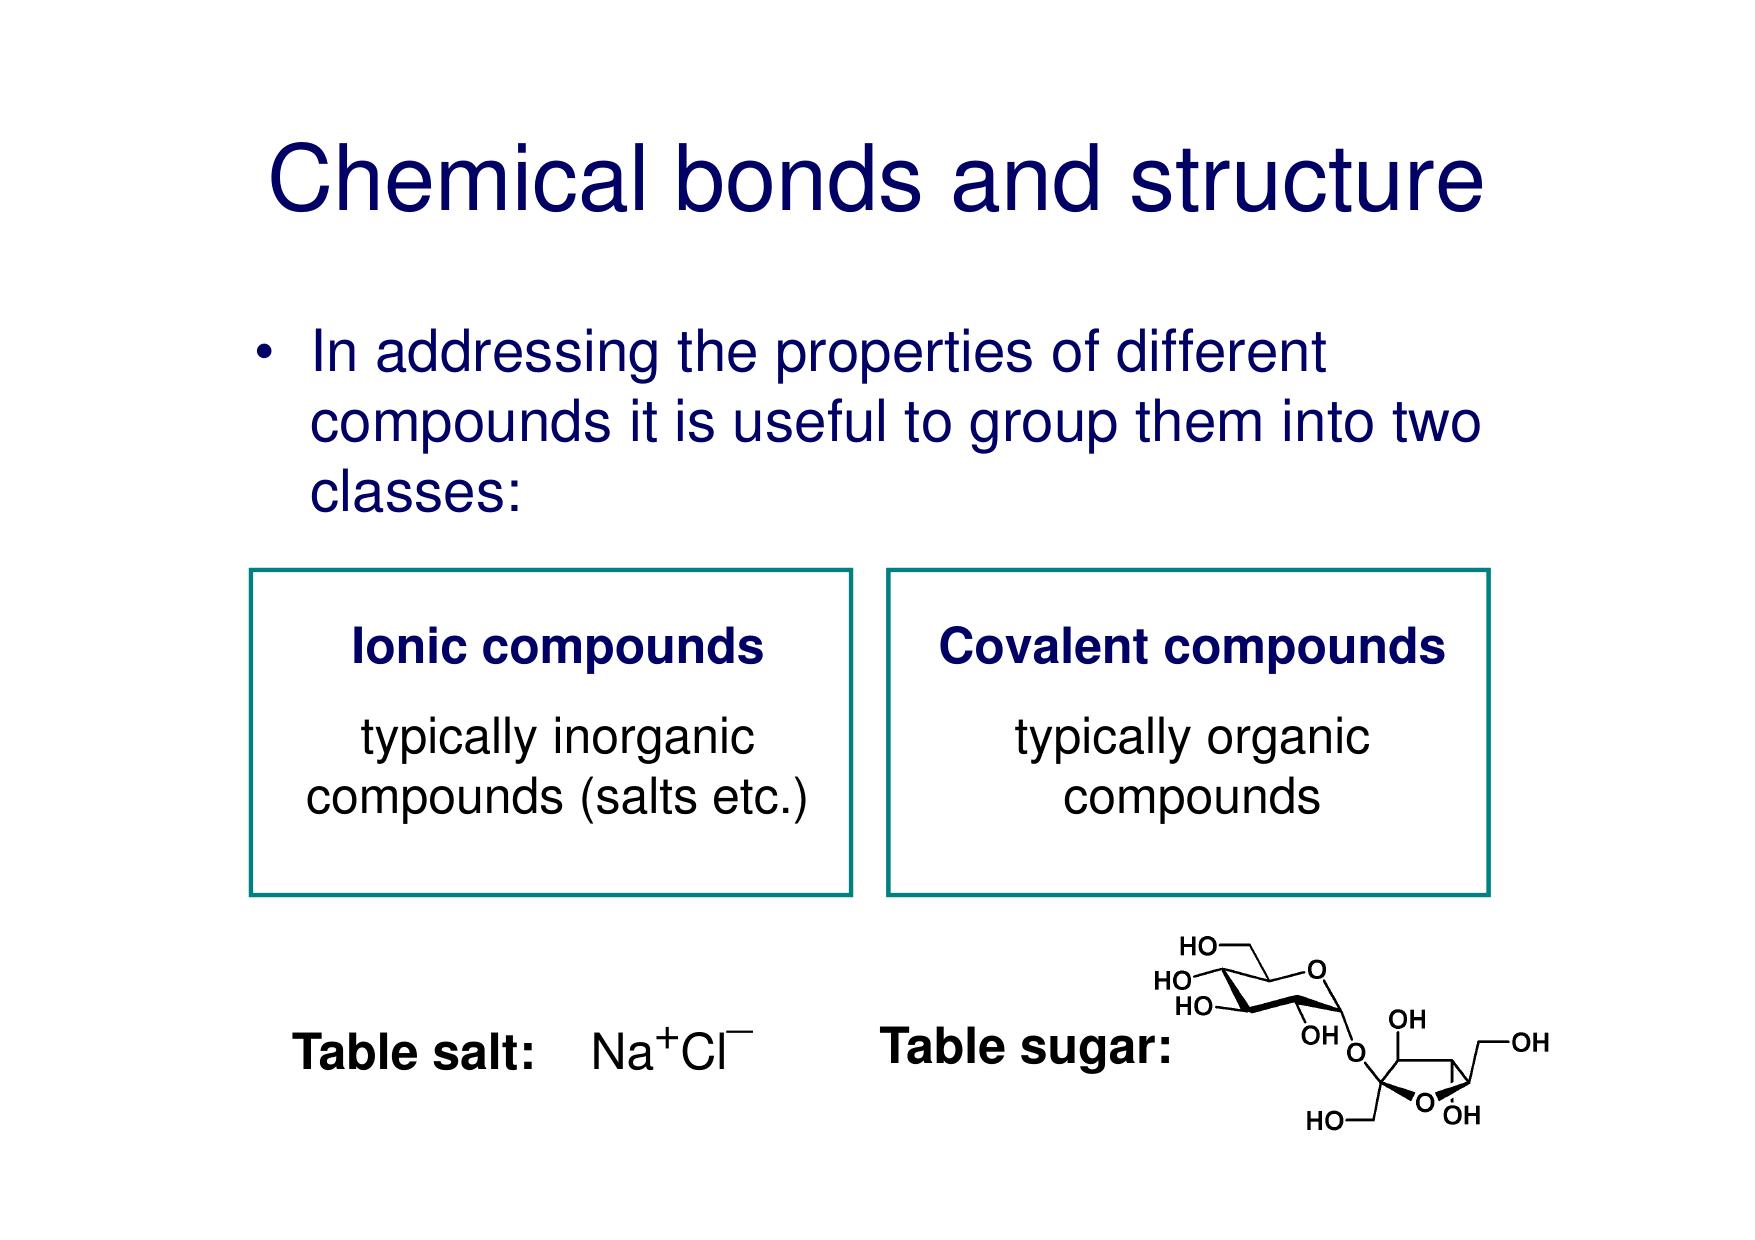 Chemical bonds and structure
• In addressing the properties of different
compounds it is useful to group them into two
classes:
Ionic compounds
typically inorganic
compounds (salts etc.)
Covalent compounds
typically organic
compounds
Table salt: Na⁺Cl⁻
Table sugar:
HO
O
HO
HO
OH
O
OH
OH
O
OH
HO